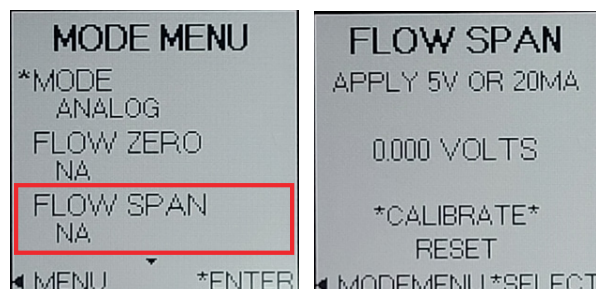 MODE MENU
*MODE
ANALOG
FLOW ZERO
NA
FLOW SPAN
NA
◀ MENU *ENTER
FLOW SPAN
APPLY 5V OR 20MA
0.000 VOLTS
*CALIBRATE*
RESET
◀ MODEMENU *SELECT